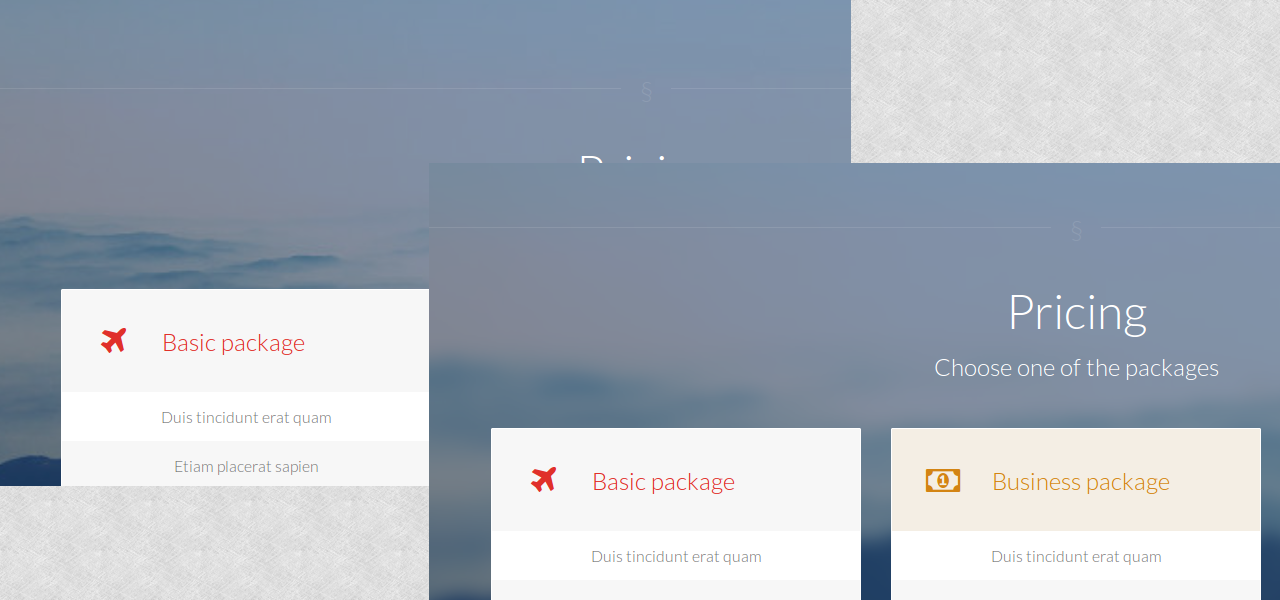 §
Basic package
Duis tincidunt erat quam
Etiam placerat sapien
§
Pricing
Choose one of the packages
Basic package
Business package
1
Duis tincidunt erat quam
Duis tincidunt erat quam